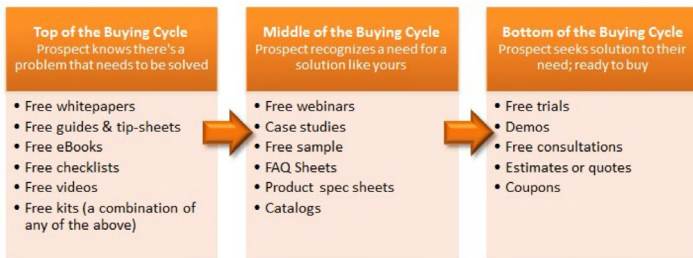 Top of the Buying Cycle
Prospect knows there's a
problem that needs to be solved
• Free whitepapers
• Free guides & tip-sheets
• Free eBooks
• Free checklists
• Free videos
• Free kits (a combination of
any of the above)
Middle of the Buying Cycle
Prospect recognizes a need for a
solution like yours
• Free webinars
• Case studies
• Free sample
• FAQ Sheets
• Product spec sheets
• Catalogs
Bottom of the Buying Cycle
Prospect seeks solution to their
need; ready to buy
• Free trials
• Demos
• Free consultations
• Estimates or quotes
• Coupons